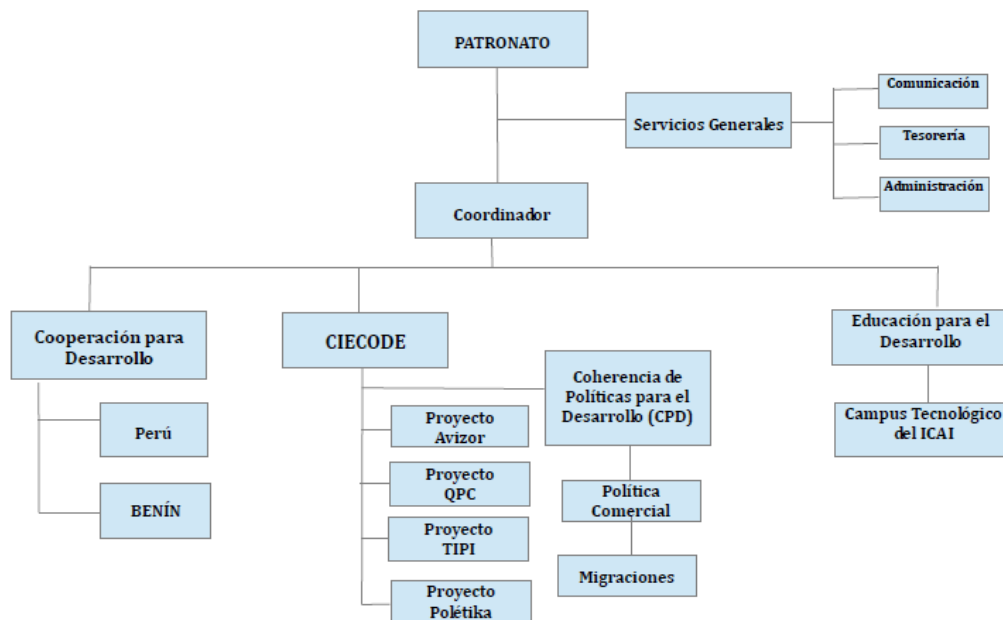 PATRONATO
Comunicación
Servicios Generales
Tesorería
Administración
Coordinador
Cooperación para
Desarrollo
CIECODE
Educación para el
Desarrollo
Coherencia de
Políticas para el
Desarrollo (CPD)
Campus Tecnológico
del ICAI
Perú
Proyecto
Avizor
BENÍN
Proyecto
QPC
Política
Comercial
Proyecto
TIPI
Migraciones
Proyecto
Polétika